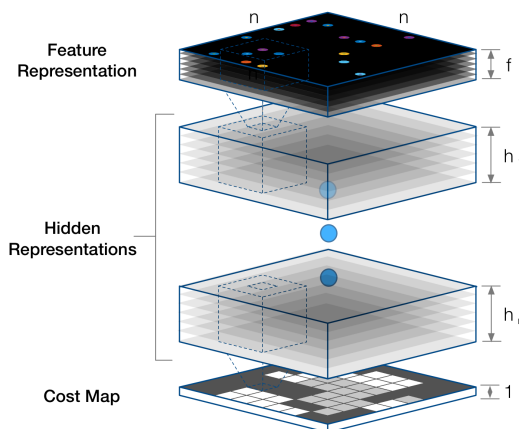 n n
Feature
Representation
f
h
Hidden
Representations
h
Cost Map
1